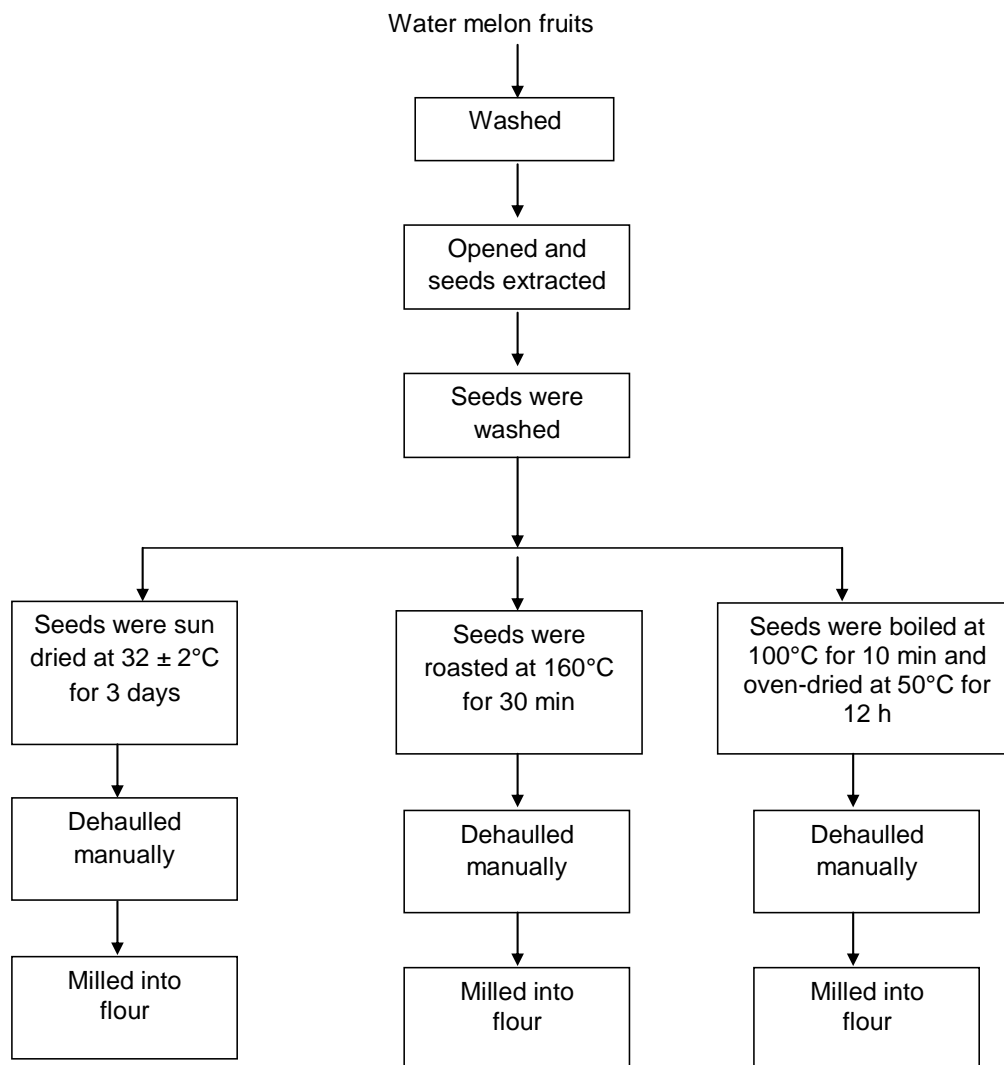 Water melon fruits
Washed
Opened and
seeds extracted
Seeds were
washed
Seeds were sun
dried at 32 ± 2°C
for 3 days
Seeds were
roasted at 160°C
for 30 min
Seeds were boiled at
100°C for 10 min and
oven-dried at 50°C for
12 h
Dehaulled
manually
Dehaulled
manually
Dehaulled
manually
Milled into
flour
Milled into
flour
Milled into
flour